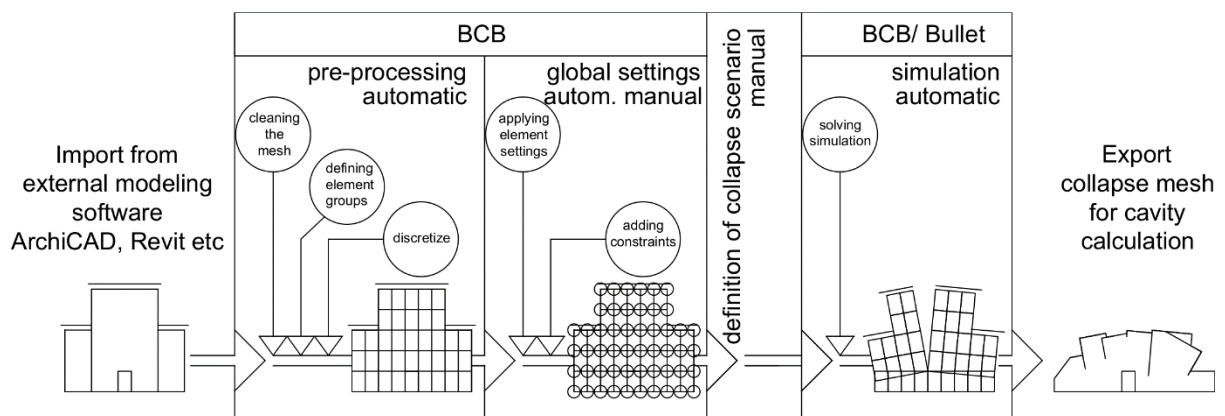 Import from
external modeling
software
ArchiCAD, Revit etc
BCB
pre-processing
automatic
cleaning
the
mesh
defining
element
groups
discretize
global settings
autom. manual
applying
element
settings
adding
constraints
definition of collapse scenario
manual
BCB/ Bullet
simulation
automatic
solving
simulation
Export
collapse mesh
for cavity
calculation